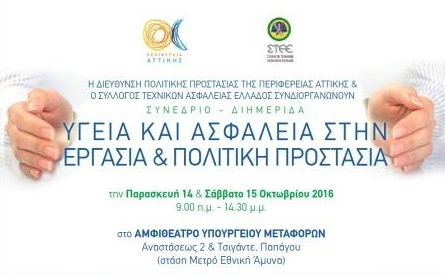 ΠΕΡΙΦΕΡΕΙΑ
ΑΤΤΙΚΗΣ
ΣΤΕΕ
Η ΔΙΕΥΘΥΝΣΗ ΠΟΛΙΤΙΚΗΣ ΠΡΟΣΤΑΣΙΑΣ ΤΗΣ ΠΕΡΙΦΕΡΕΙΑΣ ΑΤΤΙΚΗΣ &
Ο ΣΥΛΛΟΓΟΣ ΤΕΧΝΙΚΩΝ ΑΣΦΑΛΕΙΑΣ ΕΛΛΑΔΟΣ ΣΥΝΔΙΟΡΓΑΝΩΝΟΥΝ
ΣΥΝΕΔΡΙΟ - ΔΙΗΜΕΡΙΔΑ
ΥΓΕΙΑ ΚΑΙ ΑΣΦΑΛΕΙΑ ΣΤΗΝ
ΕΡΓΑΣΙΑ & ΠΟΛΙΤΙΚΗ ΠΡΟΣΤΑΣΙΑ
την Παρασκευή 14 & Σάββατο 15 Οκτωβρίου 2016
9.00 π.μ. - 14.30 μ.μ.
στο ΑΜΦΙΘΕΑΤΡΟ ΥΠΟΥΡΓΕΙΟΥ ΜΕΤΑΦΟΡΩΝ
Αναστάσεως 2 & Τσιγάντε, Παπάγου
(στάση Μετρό Εθνική Άμυνα)